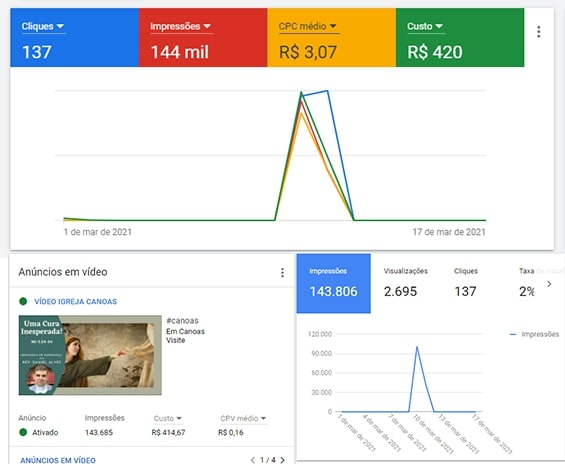 Cliques Impressões CPC médio Custo
137 144 mil R$ 3,07 R$ 420
1 de mar de 2021 17 de mar de 2021
Anúncios em vídeo
VÍDEO IGREJA CANOAS
Uma Cura
Inesperada!
#canoas
Em Canoas
Visite
REV. DANIEL ALVES
Anúncio Impressões Custo CPV médio
Ativado 143.685 R$ 414,67 R$ 0,16
ANÚNCIOS EM VÍDEO 1 / 4
Impressões Visualizações Cliques Taxa
143.806 2.695 137 2%
120.000
90.000
60.000
30.000
0
Impressões
1 de mar de 2021
4 de mar de 2021
7 de mar de 2021
10 de mar de 2021
13 de mar de 2021
17 de mar de 2021